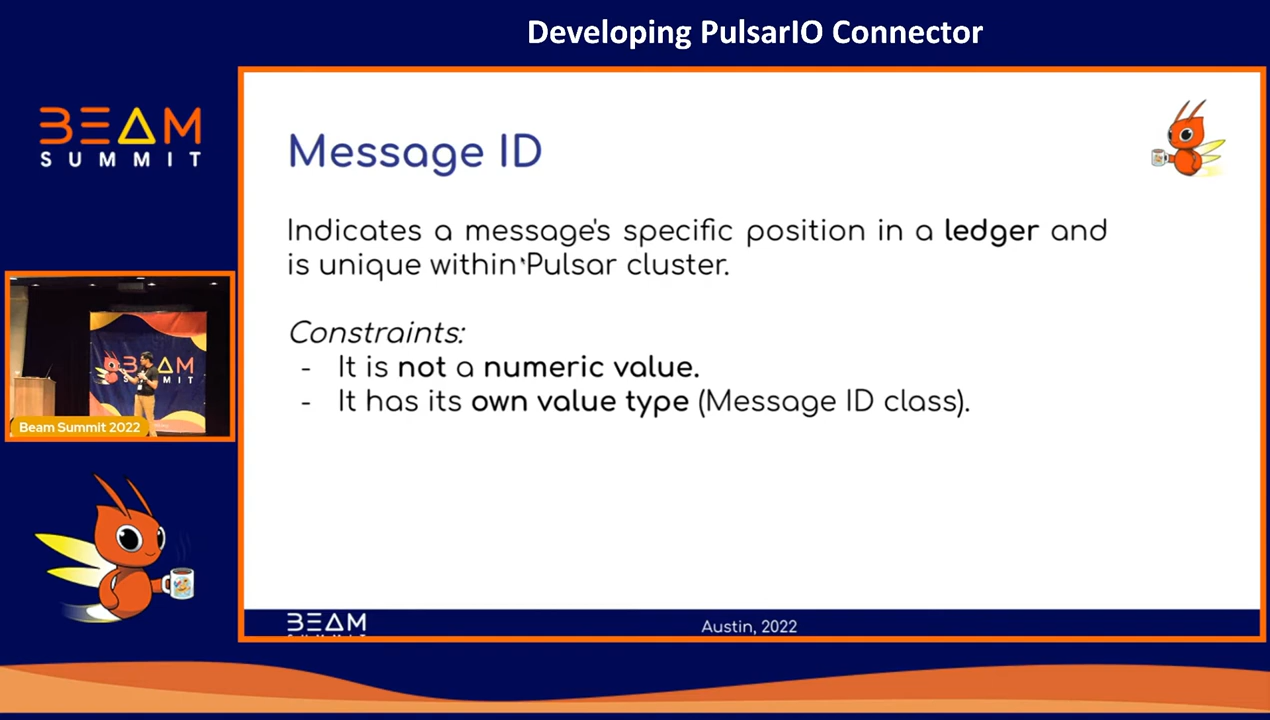 Developing PulsarIO Connector
BEAM
SUMMIT
Message ID
Indicates a message's specific position in a ledger and
is unique within Pulsar cluster.
Constraints:
- It is not a numeric value.
- It has its own value type (Message ID class).
BEAM
SUMMIT
Beam Summit 2022
BEAM
Austin, 2022